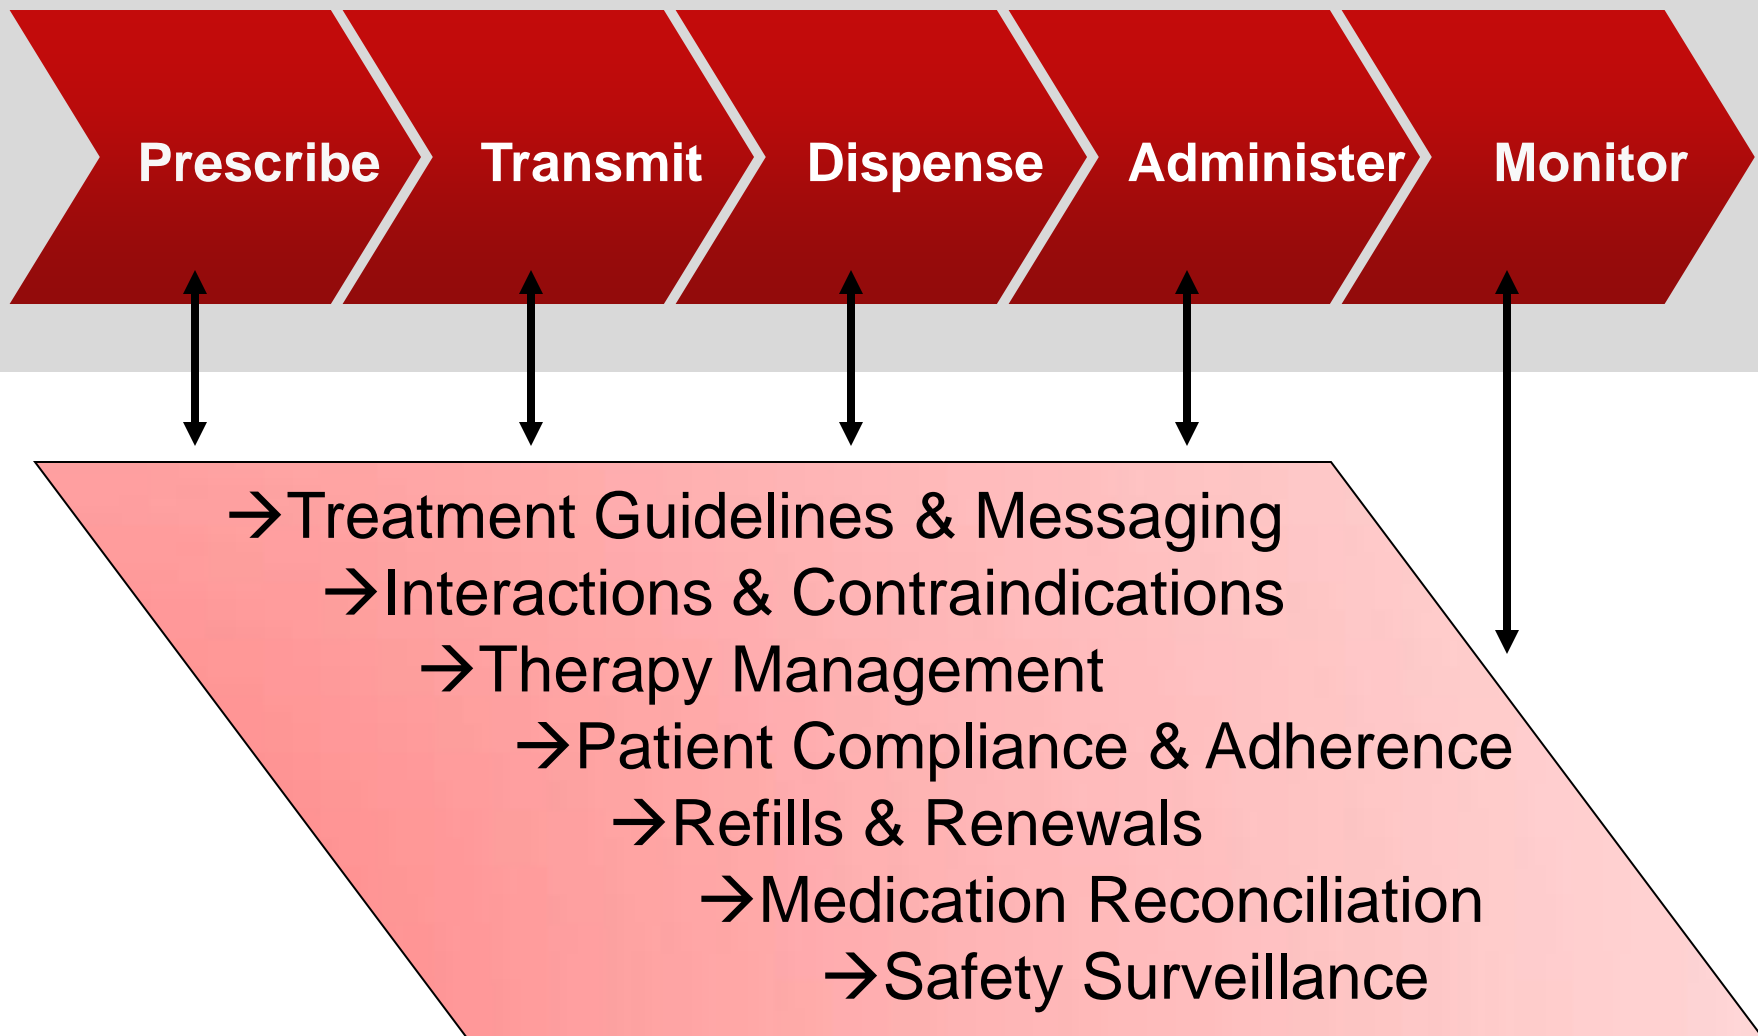 Prescribe Transmit Dispense Administer Monitor
→Treatment Guidelines & Messaging
→Interactions & Contraindications
→Therapy Management
→Patient Compliance & Adherence
→Refills & Renewals
→Medication Reconciliation
→Safety Surveillance